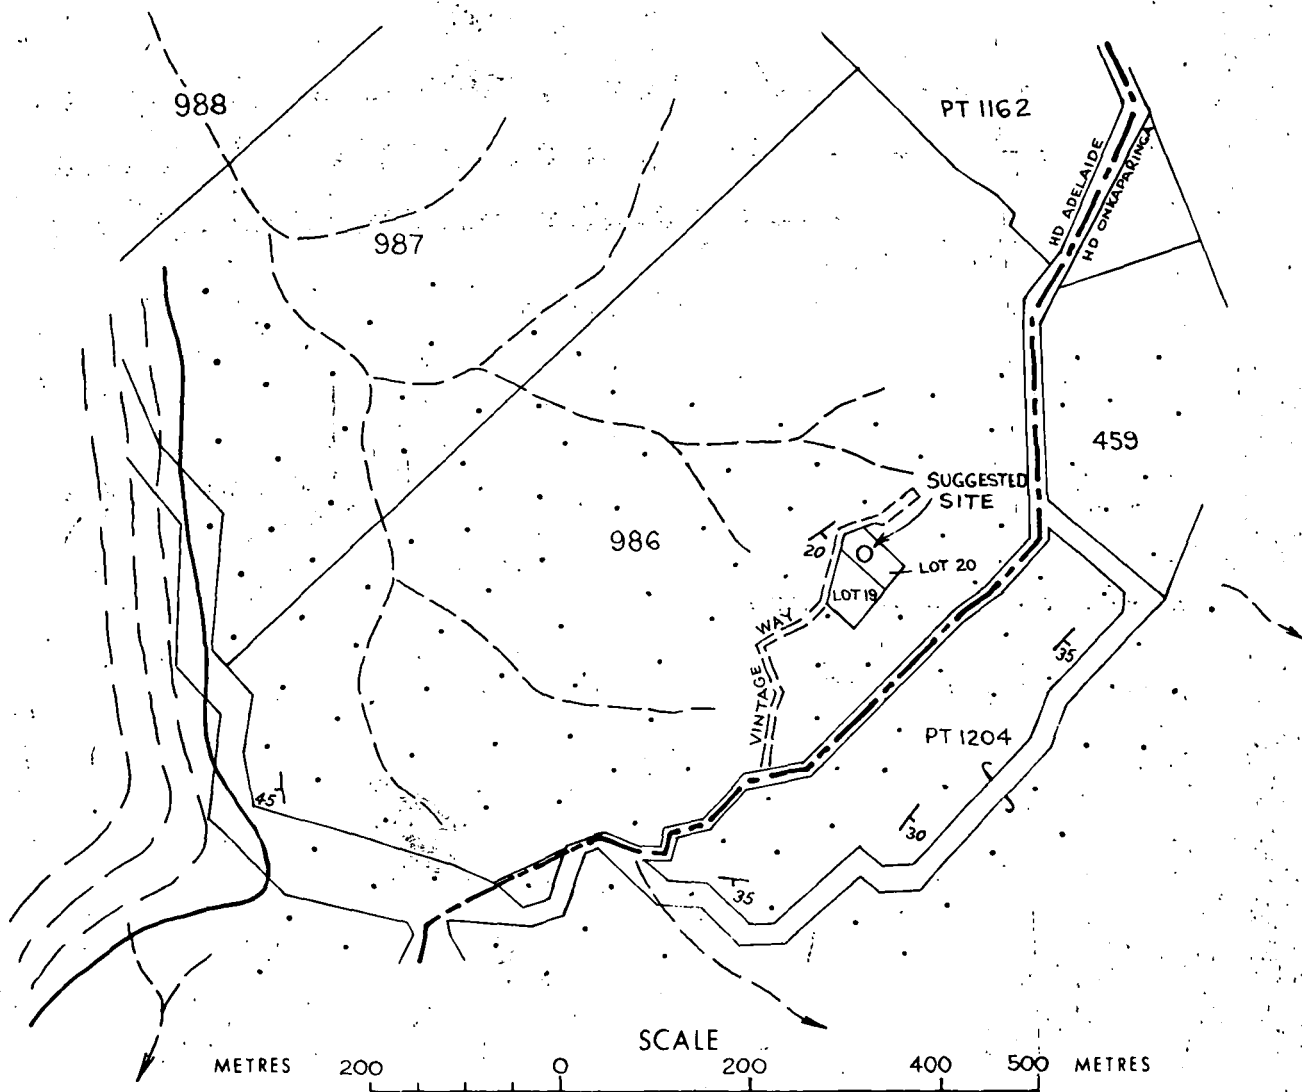 988
PT 1162
HD ADELAIDE
HD ONKAPARINGA
987
459
SUGGESTED
SITE
986
20
LOT 20
LOT 19
WAY
35
VINTAGE
PT 1204
45
30
35
SCALE
METRES 200 0 200 400 500 METRES